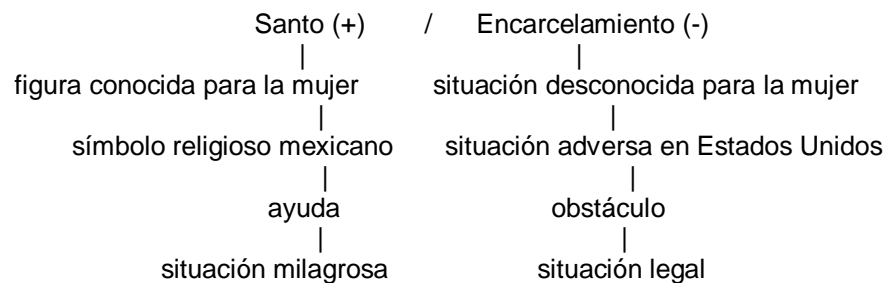 Santo (+) / Encarcelamiento (-)
| |
figura conocida para la mujer situación desconocida para la mujer
| |
símbolo religioso mexicano situación adversa en Estados Unidos
| |
ayuda obstáculo
| |
situación milagrosa situación legal